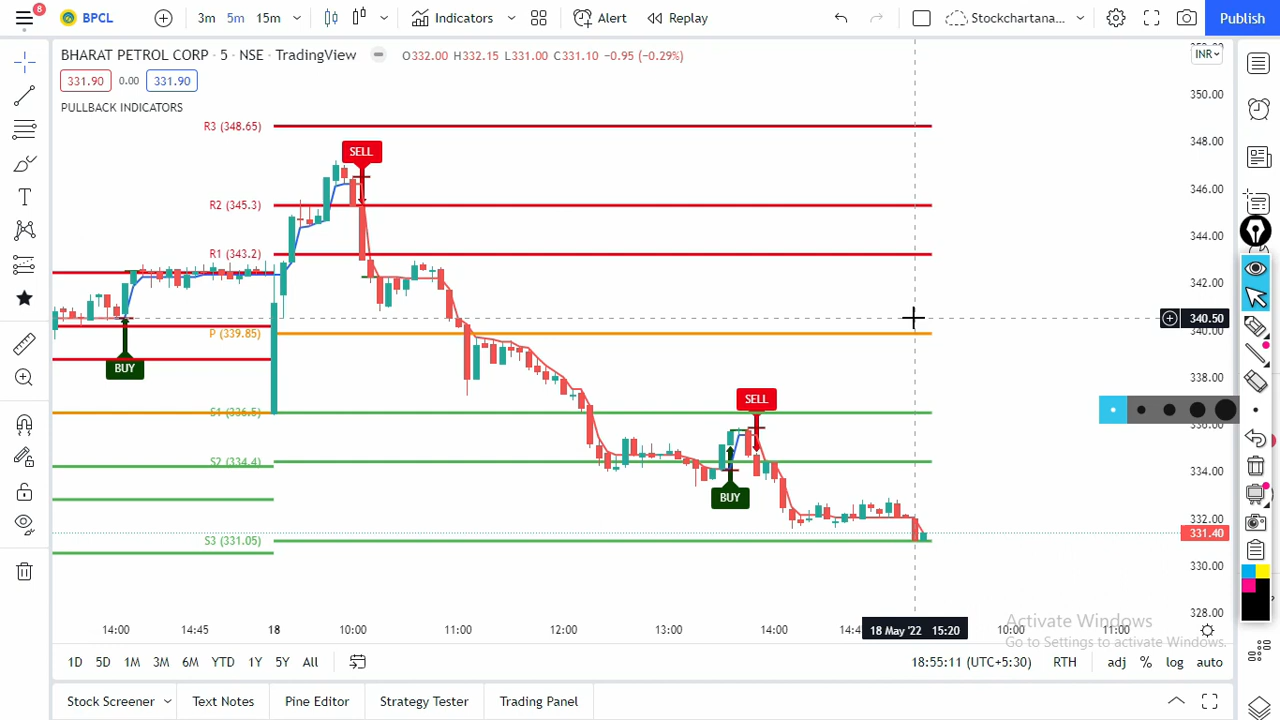 8
BPCL
3m 5m 15m
Indicators
Alert
Replay
Stockchartana...
Publish
BHARAT PETROL CORP · 5 · NSE · TradingView
O332.00 H332.15 L331.00 C331.10 −0.95 (−0.29%)
INR
331.90 0.00 331.90
PULLBACK INDICATORS
350.00
R3 (348.65)
348.00
SELL
346.00
R2 (345.3)
344.00
R1 (343.2)
342.00
340.50
340.00
P (339.85)
BUY
338.00
SELL
S1 (336.5)
S2 (334.4)
334.00
BUY
332.00
331.40
S3 (331.05)
330.00
328.00
14:00 14:45 18 10:00 11:00 12:00 13:00 14:00 18 May '22 15:20 10:00 11:00
Activate Windows
Go to Settings to activate Windows.
1D 5D 1M 3M 6M YTD 1Y 5Y All
18:55:11 (UTC+5:30) RTH adj % log auto
Stock Screener Text Notes Pine Editor Strategy Tester Trading Panel